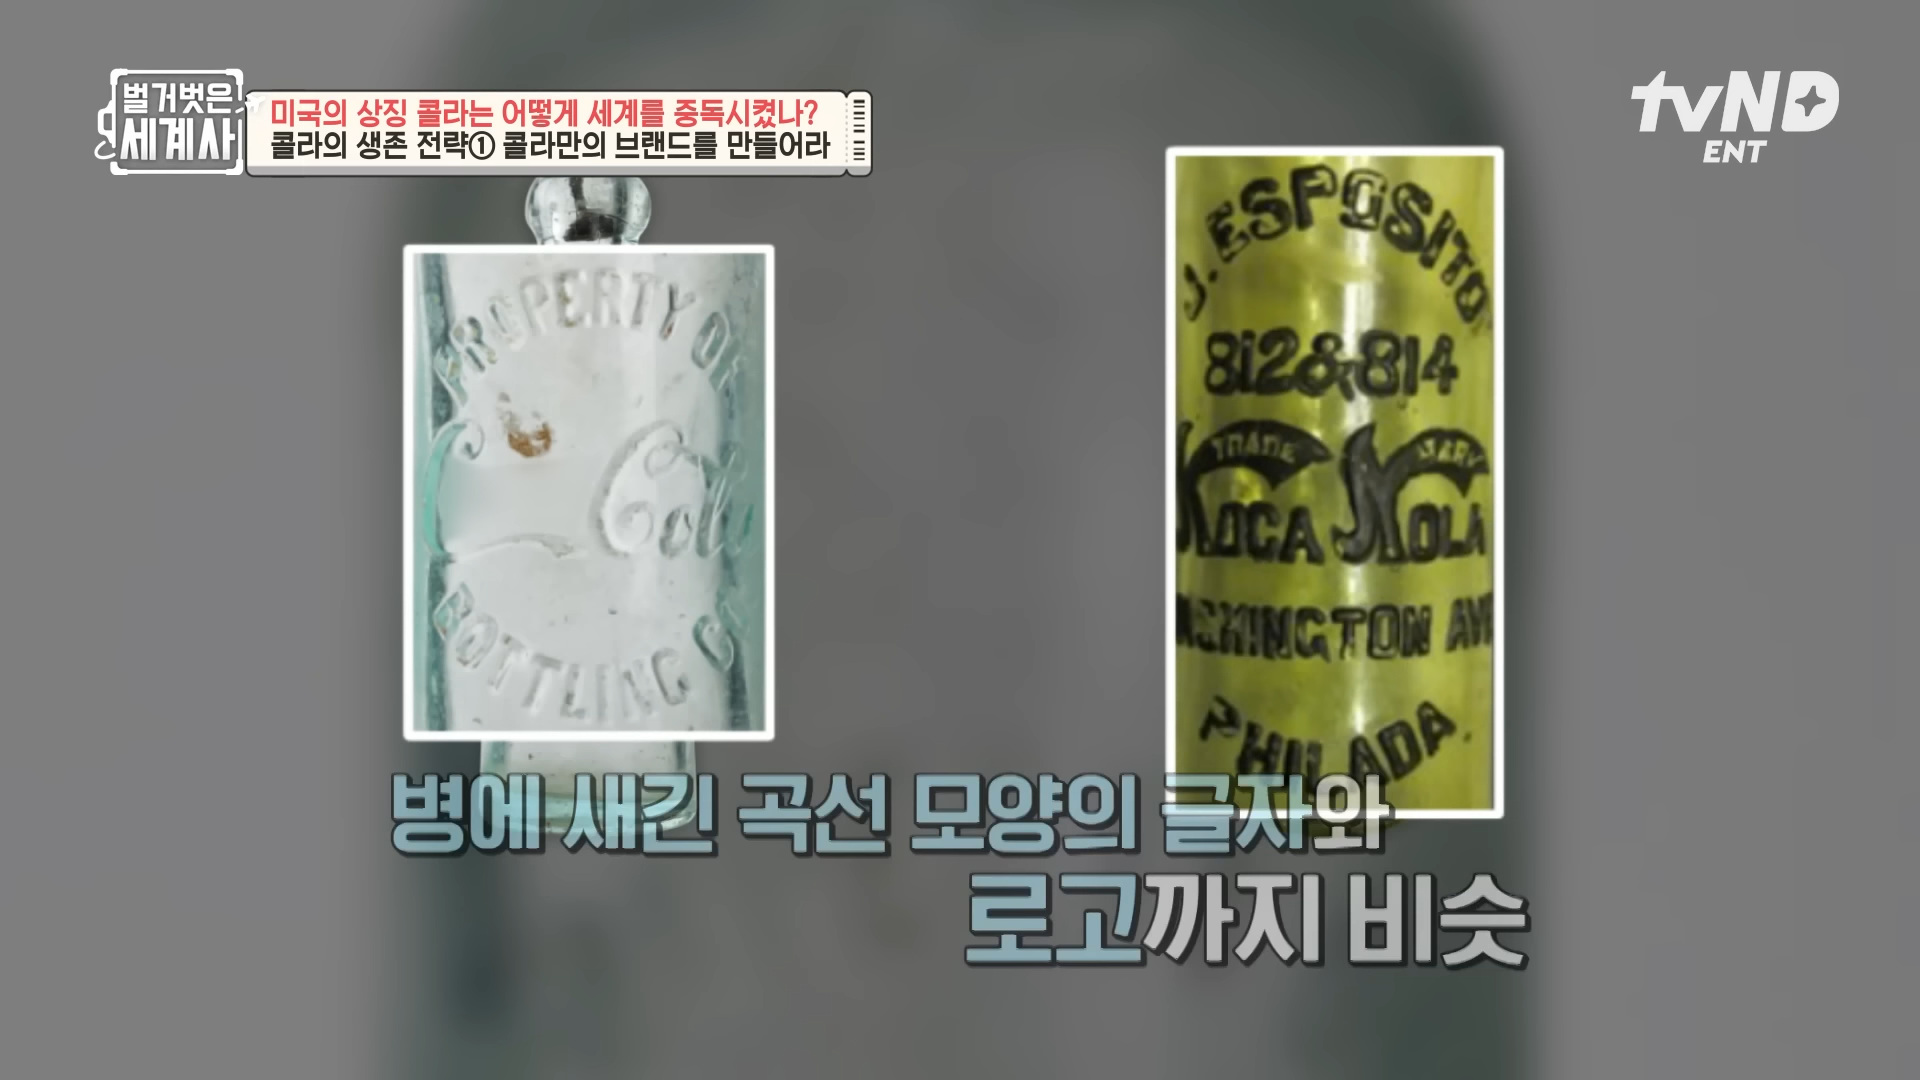 벌거벗은
세계사
미국의 상징 콜라는 어떻게 세계를 중독시켰나?
콜라의 생존 전략① 콜라만의 브랜드를 만들어라
tvND
ENT
PROPERTY OF
Cola
BOTTLING
J. ESPOSITO
812&814
TRADE MARK
KOCA NOLA
WASHINGTON AVE
PHILADA.
병에 새긴 곡선 모양의 글자와
로고까지 비슷